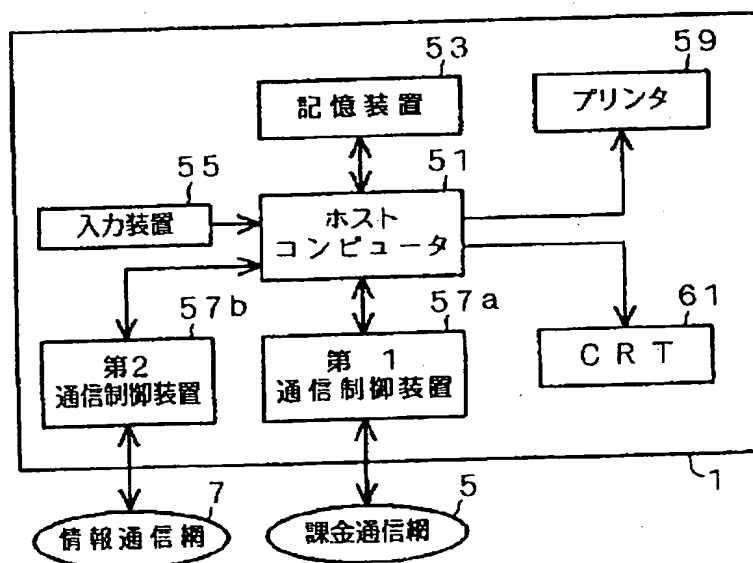 53
59
記憶装置
プリンタ
55
51
入力装置
ホスト
コンピュータ
57b
57a
61
第2
通信制御装置
第 1
通信制御装置
CRT
1
7
5
情報通信網
課金通信網